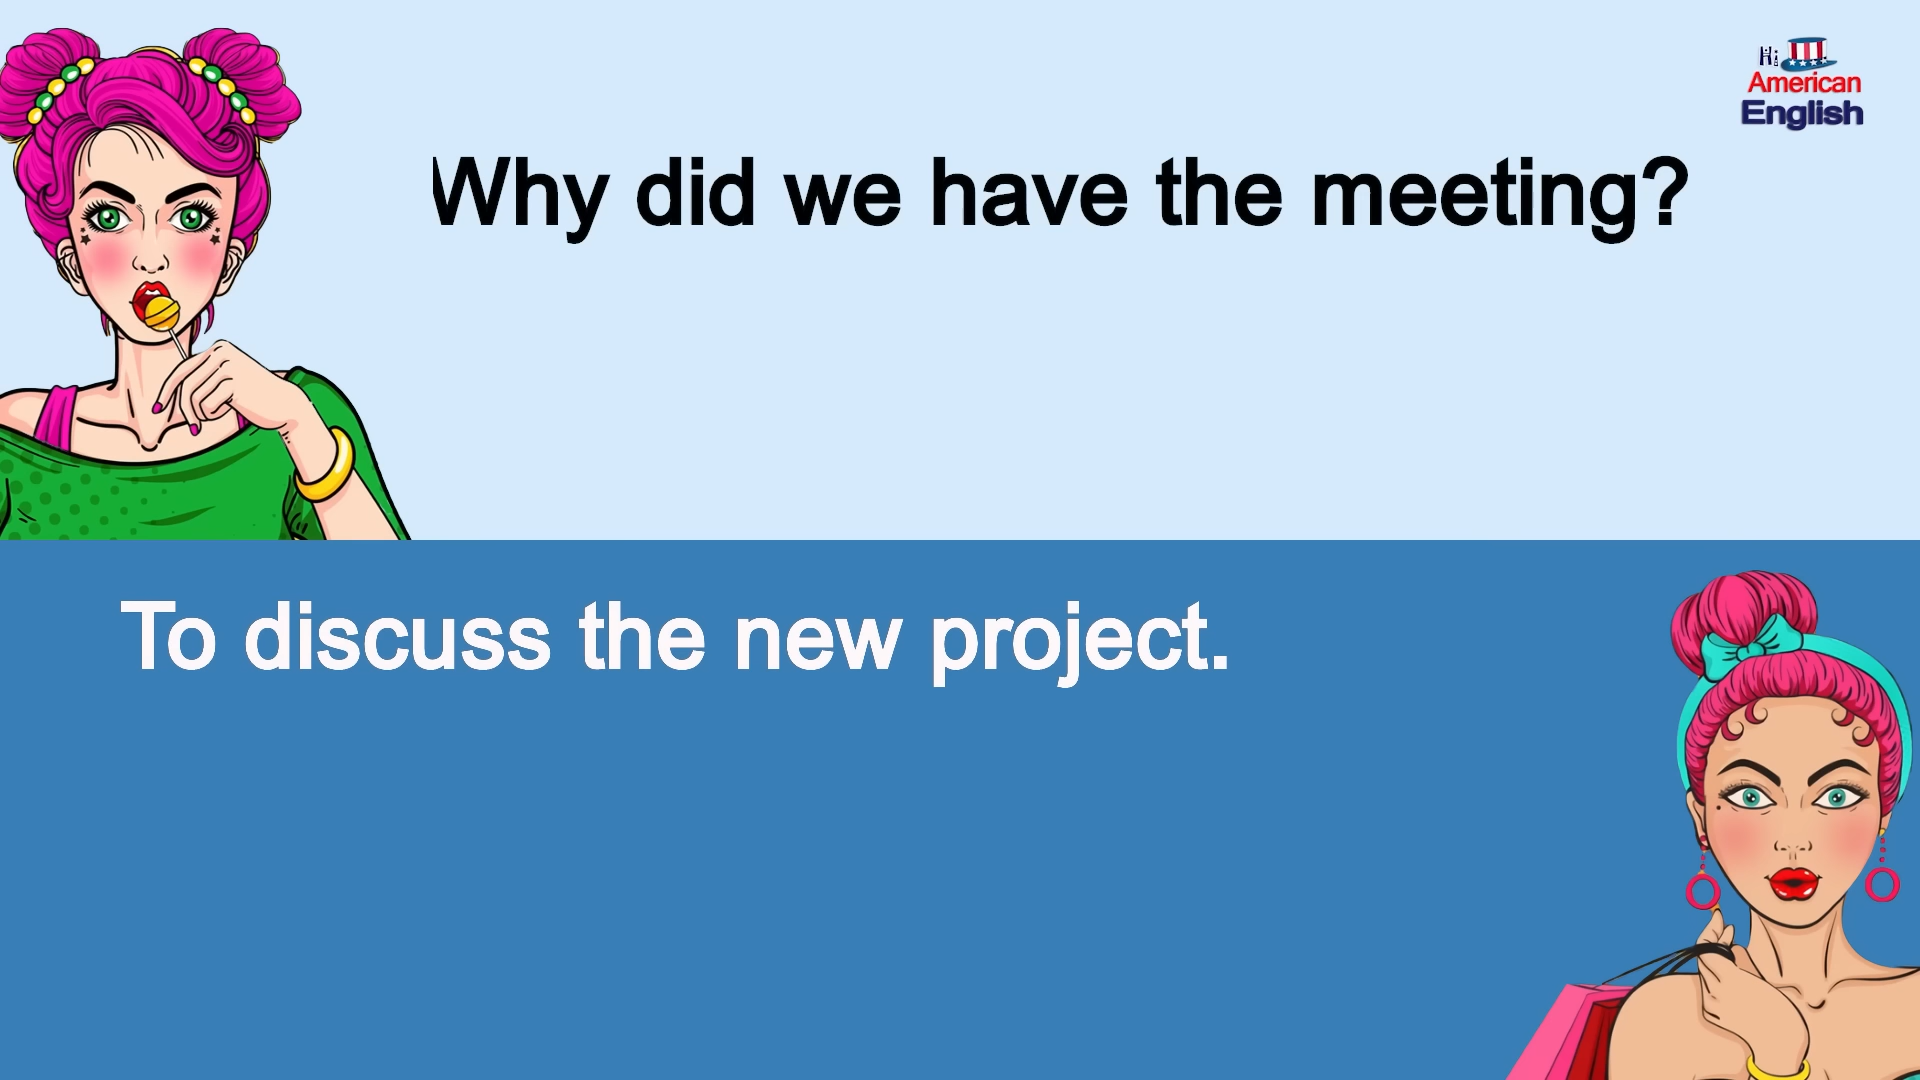 Hi
American
English
Why did we have the meeting?
To discuss the new project.